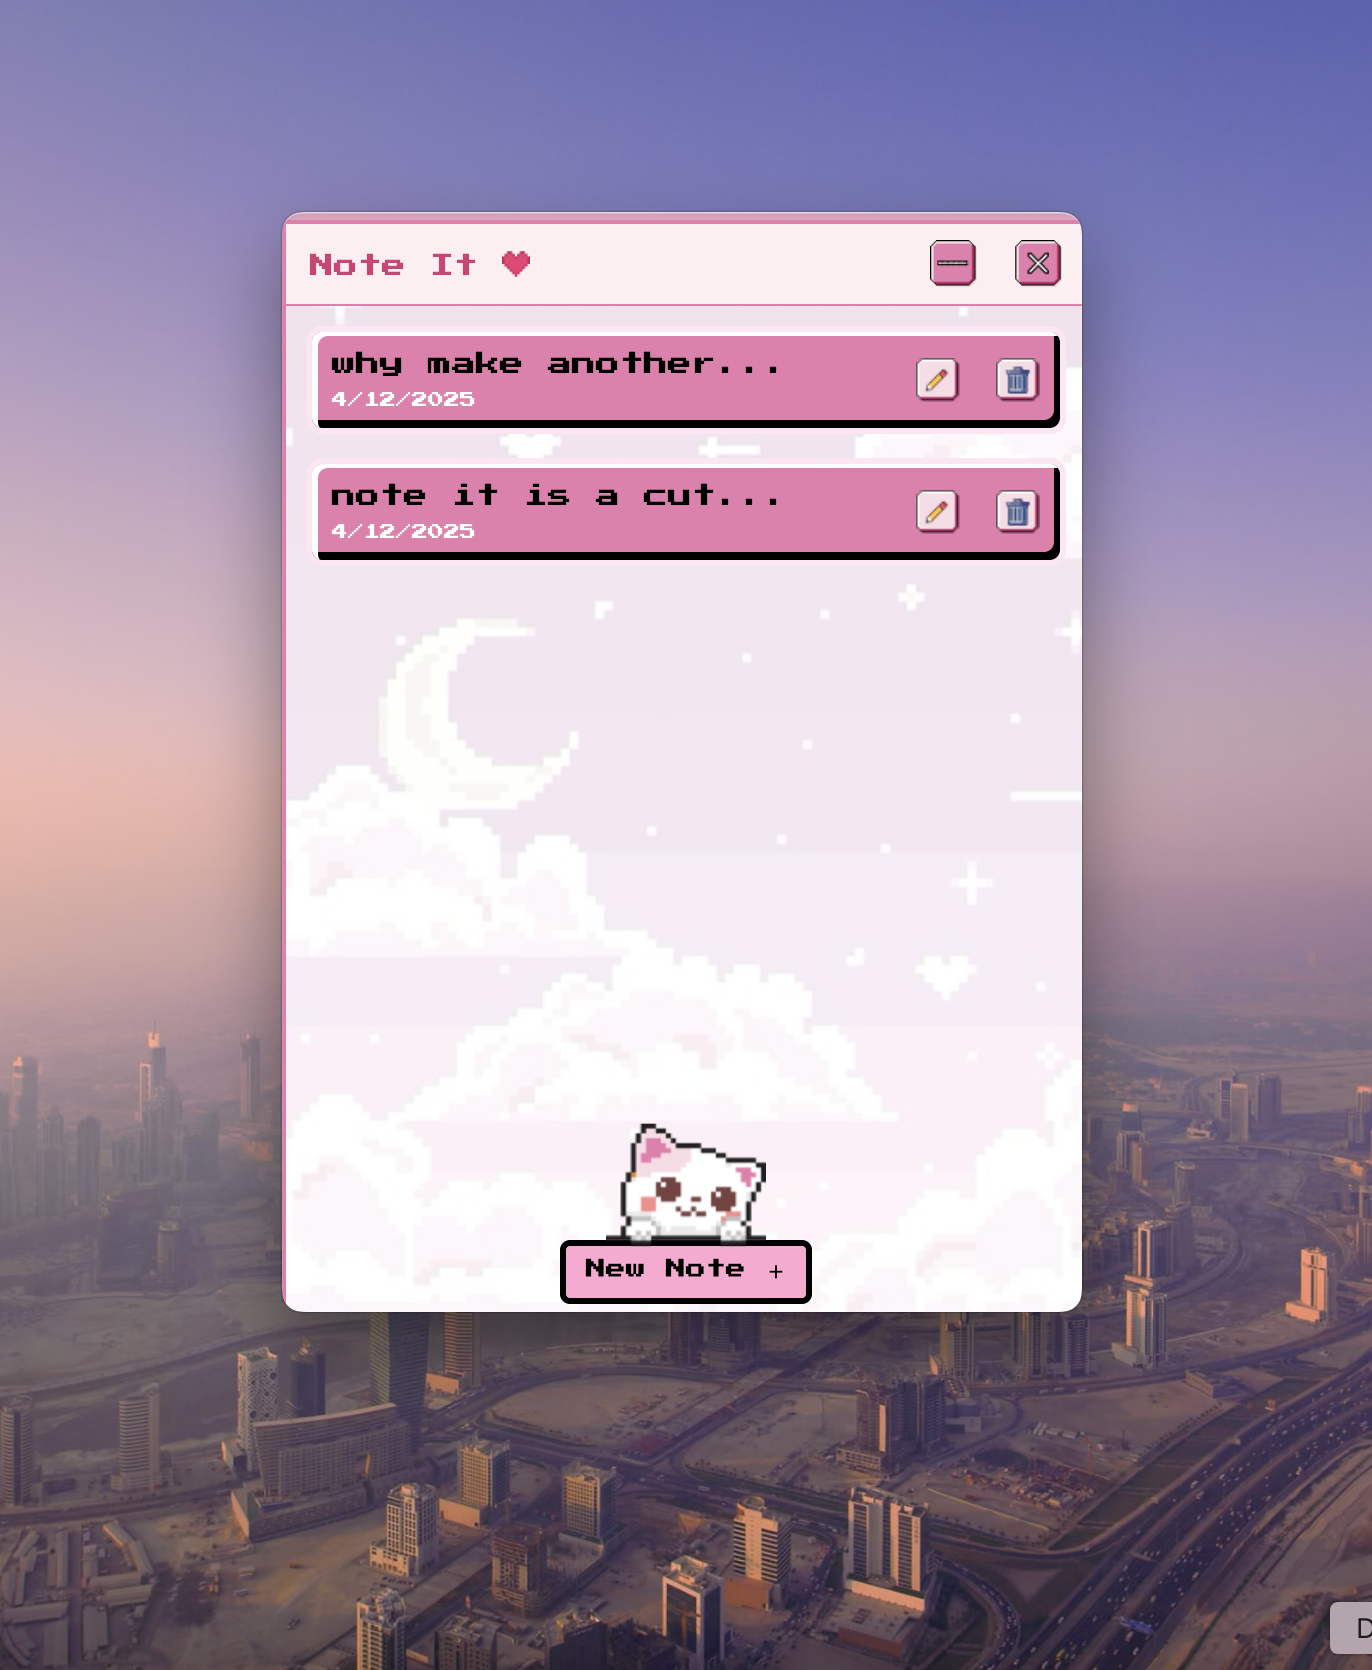 Note It
why make another...
4/12/2025
note it is a cut...
4/12/2025
New Note +
D